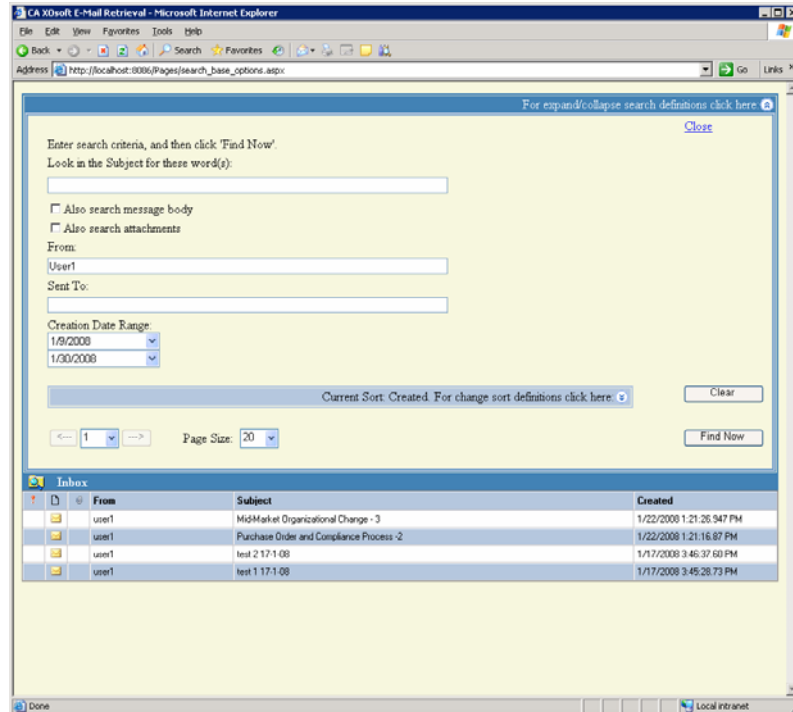 CA XOsoft E-Mail Retrieval - Microsoft Internet Explorer
File Edit View Favorites Tools Help
Back Search Favorites
Address http://localhost:8086/Pages/search_base_options.aspx Go Links
For expand/collapse search definitions click here
Close
Enter search criteria, and then click 'Find Now'.
Look in the Subject for these word(s):
Also search message body
Also search attachments
From:
User1
Sent To:
Creation Date Range:
1/9/2008
1/30/2008
Current Sort: Created. For change sort definitions click here:
Clear
<--- 1 ---> Page Size: 20 Find Now
Inbox
From Subject Created
user1 Mid-Market Organizational Change - 3 1/22/2008 1:21:26.947 PM
user1 Purchase Order and Compliance Process -2 1/22/2008 1:21:16.87 PM
user1 test 2 17-1-08 1/17/2008 3:46:37.60 PM
user1 test 1 17-1-08 1/17/2008 3:45:28.73 PM
Done Local intranet